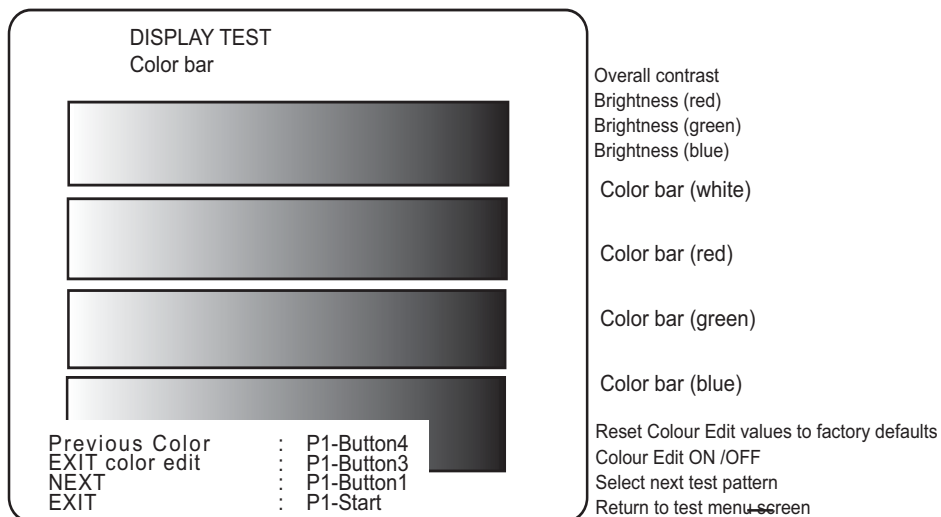 DISPLAY TEST
Color bar
Overall contrast
Brightness (red)
Brightness (green)
Brightness (blue)
Color bar (white)
Color bar (red)
Color bar (green)
Color bar (blue)
Previous Color : P1-Button4
EXIT color edit : P1-Button3
NEXT : P1-Button1
EXIT : P1-Start
Reset Colour Edit values to factory defaults
Colour Edit ON /OFF
Select next test pattern
Return to test menu screen